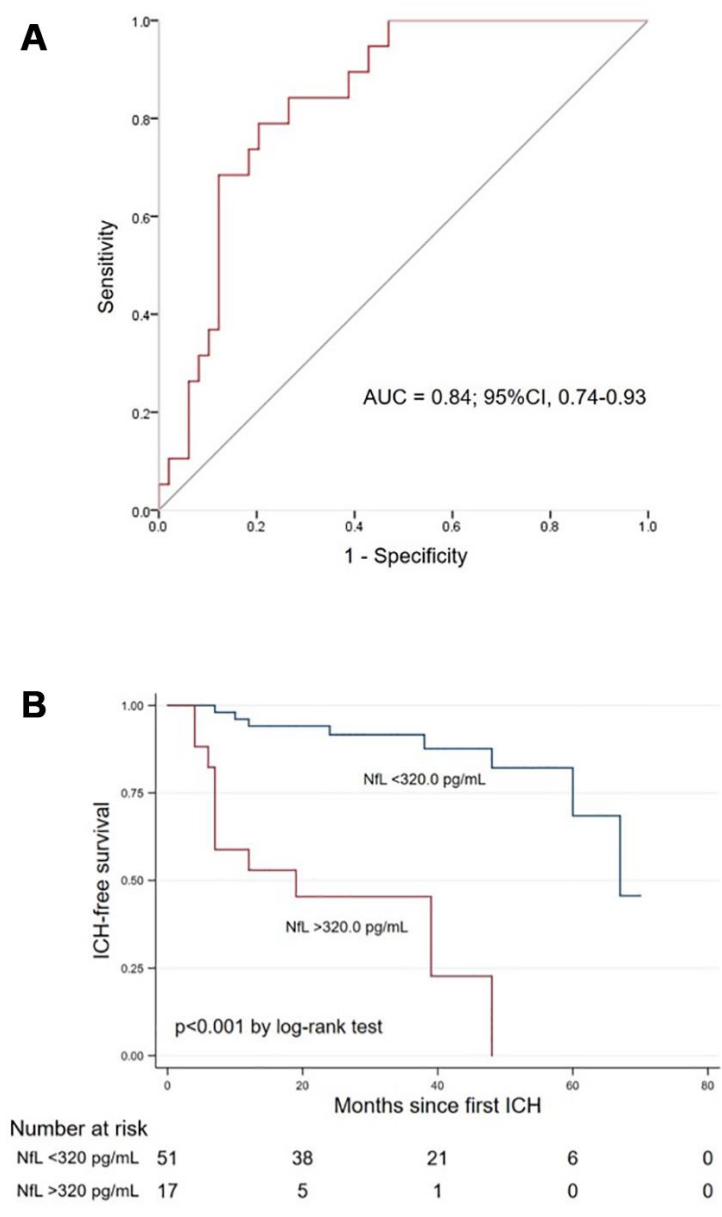 A
1.0
0.8
0.6
0.4
0.2
0.0
Sensitivity
AUC = 0.84; 95%CI, 0.74-0.93
0.0 0.2 0.4 0.6 0.8 1.0
1 - Specificity
B
1.00
0.75
0.50
0.25
0.00
ICH-free survival
NfL <320.0 pg/mL
NfL >320.0 pg/mL
p<0.001 by log-rank test
0 20 40 60 80
Months since first ICH
Number at risk
NfL <320 pg/mL 51 38 21 6 0
NfL >320 pg/mL 17 5 1 0 0